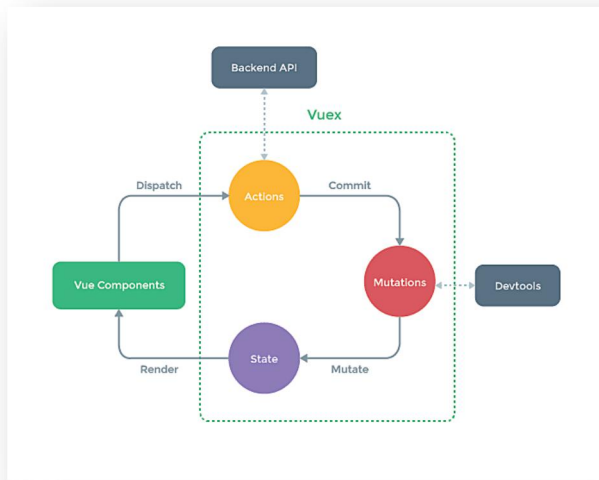 Backend API
Vuex
Dispatch
Commit
Actions
Vue Components
Mutations
Devtools
State
Render
Mutate